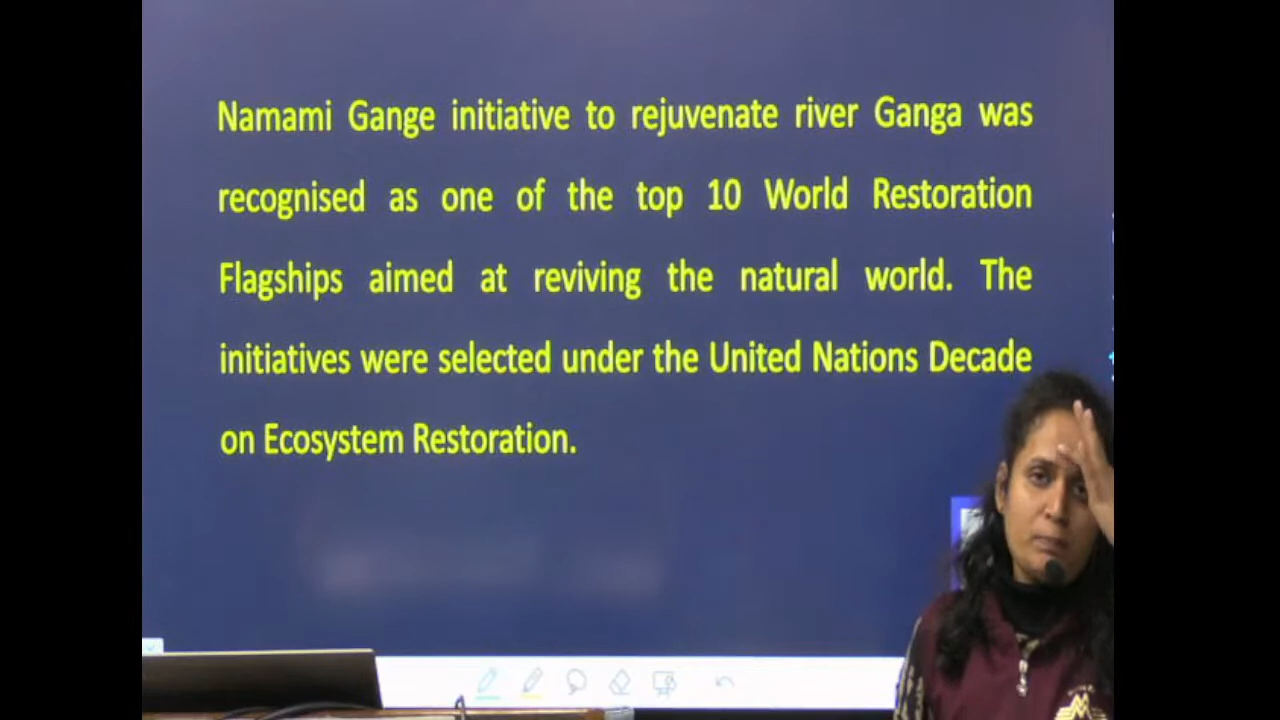 Namami Gange initiative to rejuvenate river Ganga was
recognised as one of the top 10 World Restoration
Flagships aimed at reviving the natural world. The
initiatives were selected under the United Nations Decade
on Ecosystem Restoration.